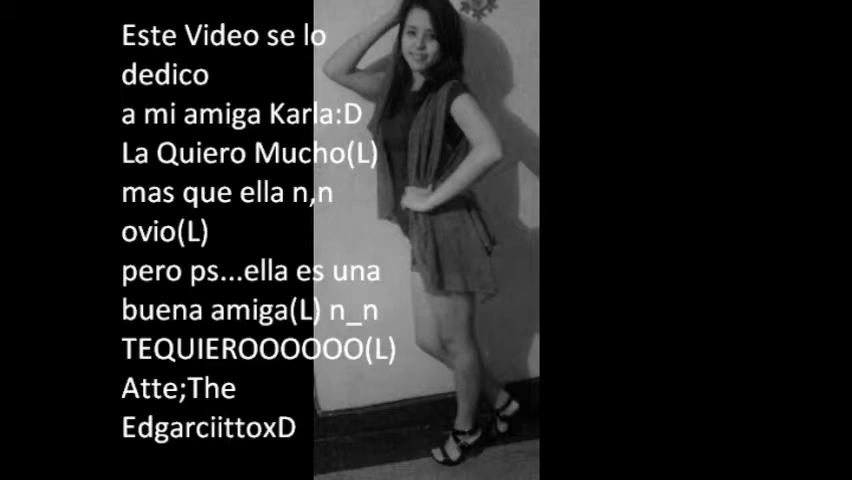 Este Video se lo
dedico
a mi amiga Karla:D
La Quiero Mucho(L)
mas que ella n,n
ovio(L)
pero ps...ella es una
buena amiga(L) n_n
TEQUIEROOOOOO(L)
Atte;The
EdgarciittoxD